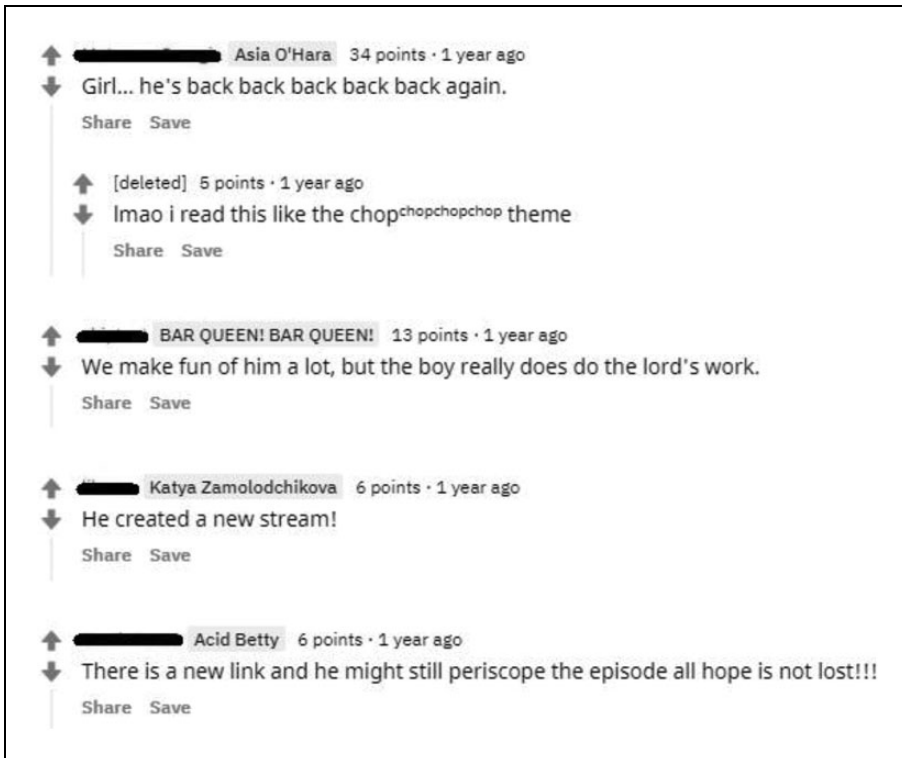 Asia O'Hara 34 points · 1 year ago
Girl... he's back back back back back again.
Share Save
[deleted] 5 points · 1 year ago
lmao i read this like the chopchopchopchop theme
Share Save
BAR QUEEN! BAR QUEEN! 13 points · 1 year ago
We make fun of him a lot, but the boy really does do the lord's work.
Share Save
Katya Zamolodchikova 6 points · 1 year ago
He created a new stream!
Share Save
Acid Betty 6 points · 1 year ago
There is a new link and he might still periscope the episode all hope is not lost!!!
Share Save